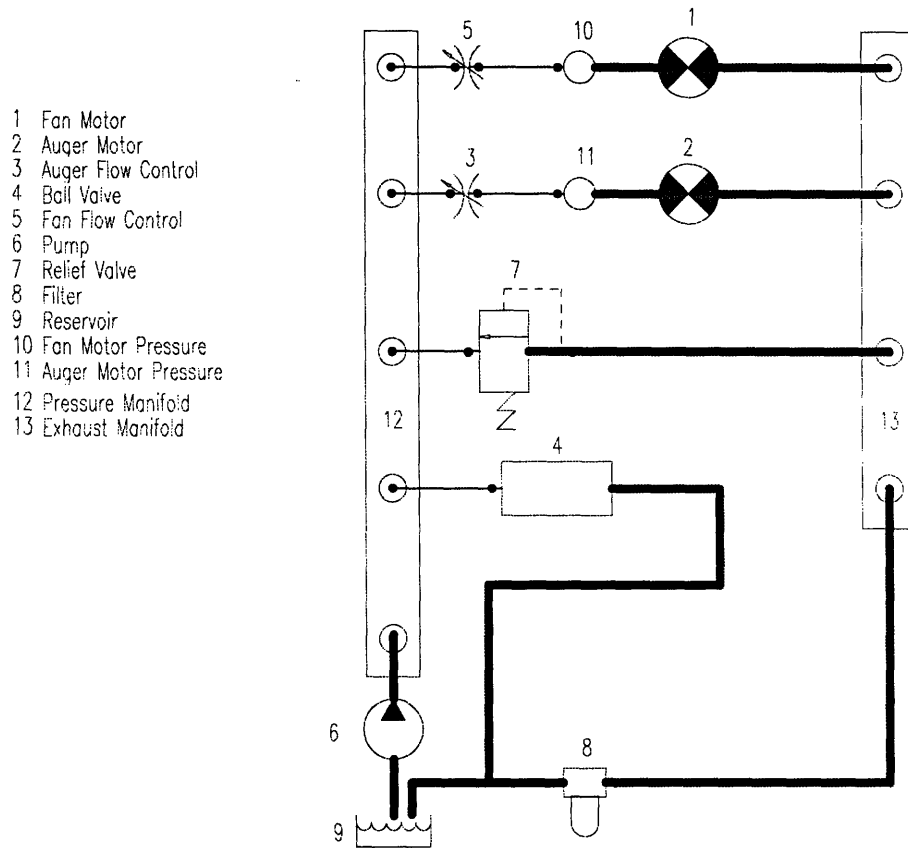 1 Fan Motor
2 Auger Motor
3 Auger Flow Control
4 Ball Valve
5 Fan Flow Control
6 Pump
7 Relief Valve
8 Filter
9 Reservoir
10 Fan Motor Pressure
11 Auger Motor Pressure
12 Pressure Manifold
13 Exhaust Manifold
5 10 1
3 11 2
7
12 13
4
6
8
9